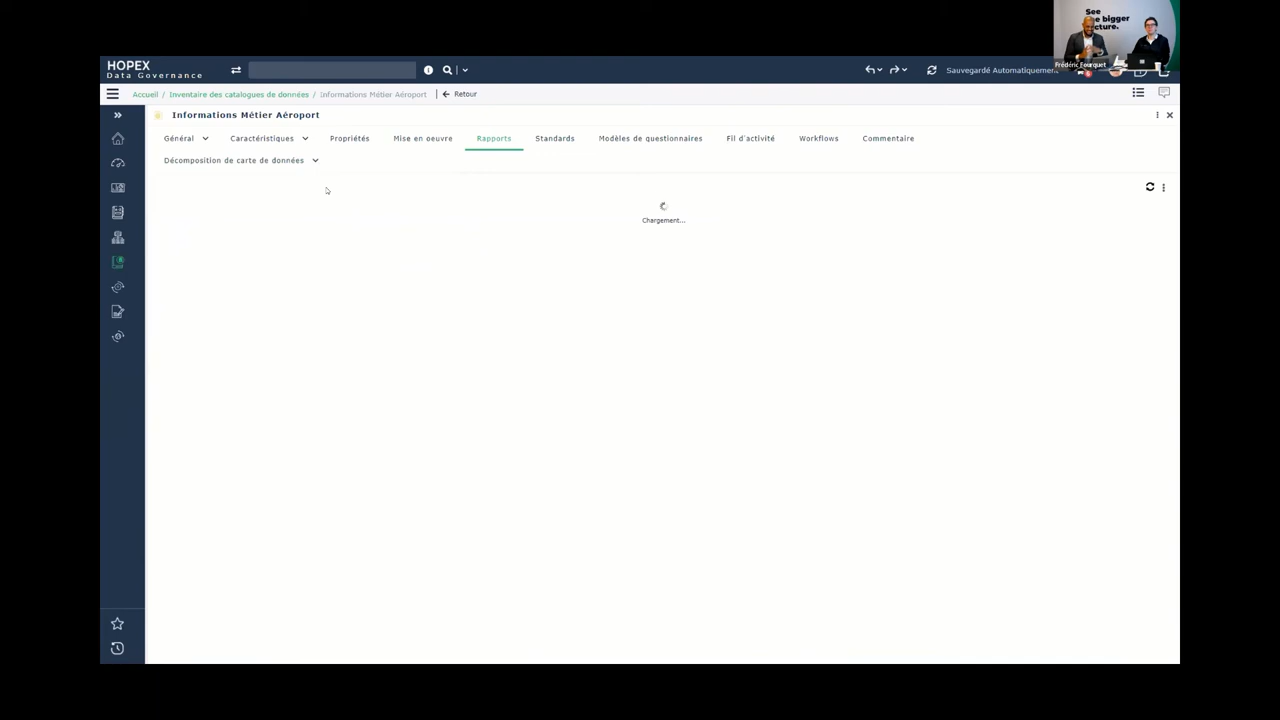 See
bigger
cture.
Frédéric Fourquet
HOPEX
Data Governance
Sauvegardé Automatiquement
Accueil / Inventaire des catalogues de données / Informations Métier Aéroport
Retour
Informations Métier Aéroport
Général
Caractéristiques
Propriétés
Mise en oeuvre
Rapports
Standards
Modèles de questionnaires
Fil d'activité
Workflows
Commentaire
Décomposition de carte de données
Chargement...